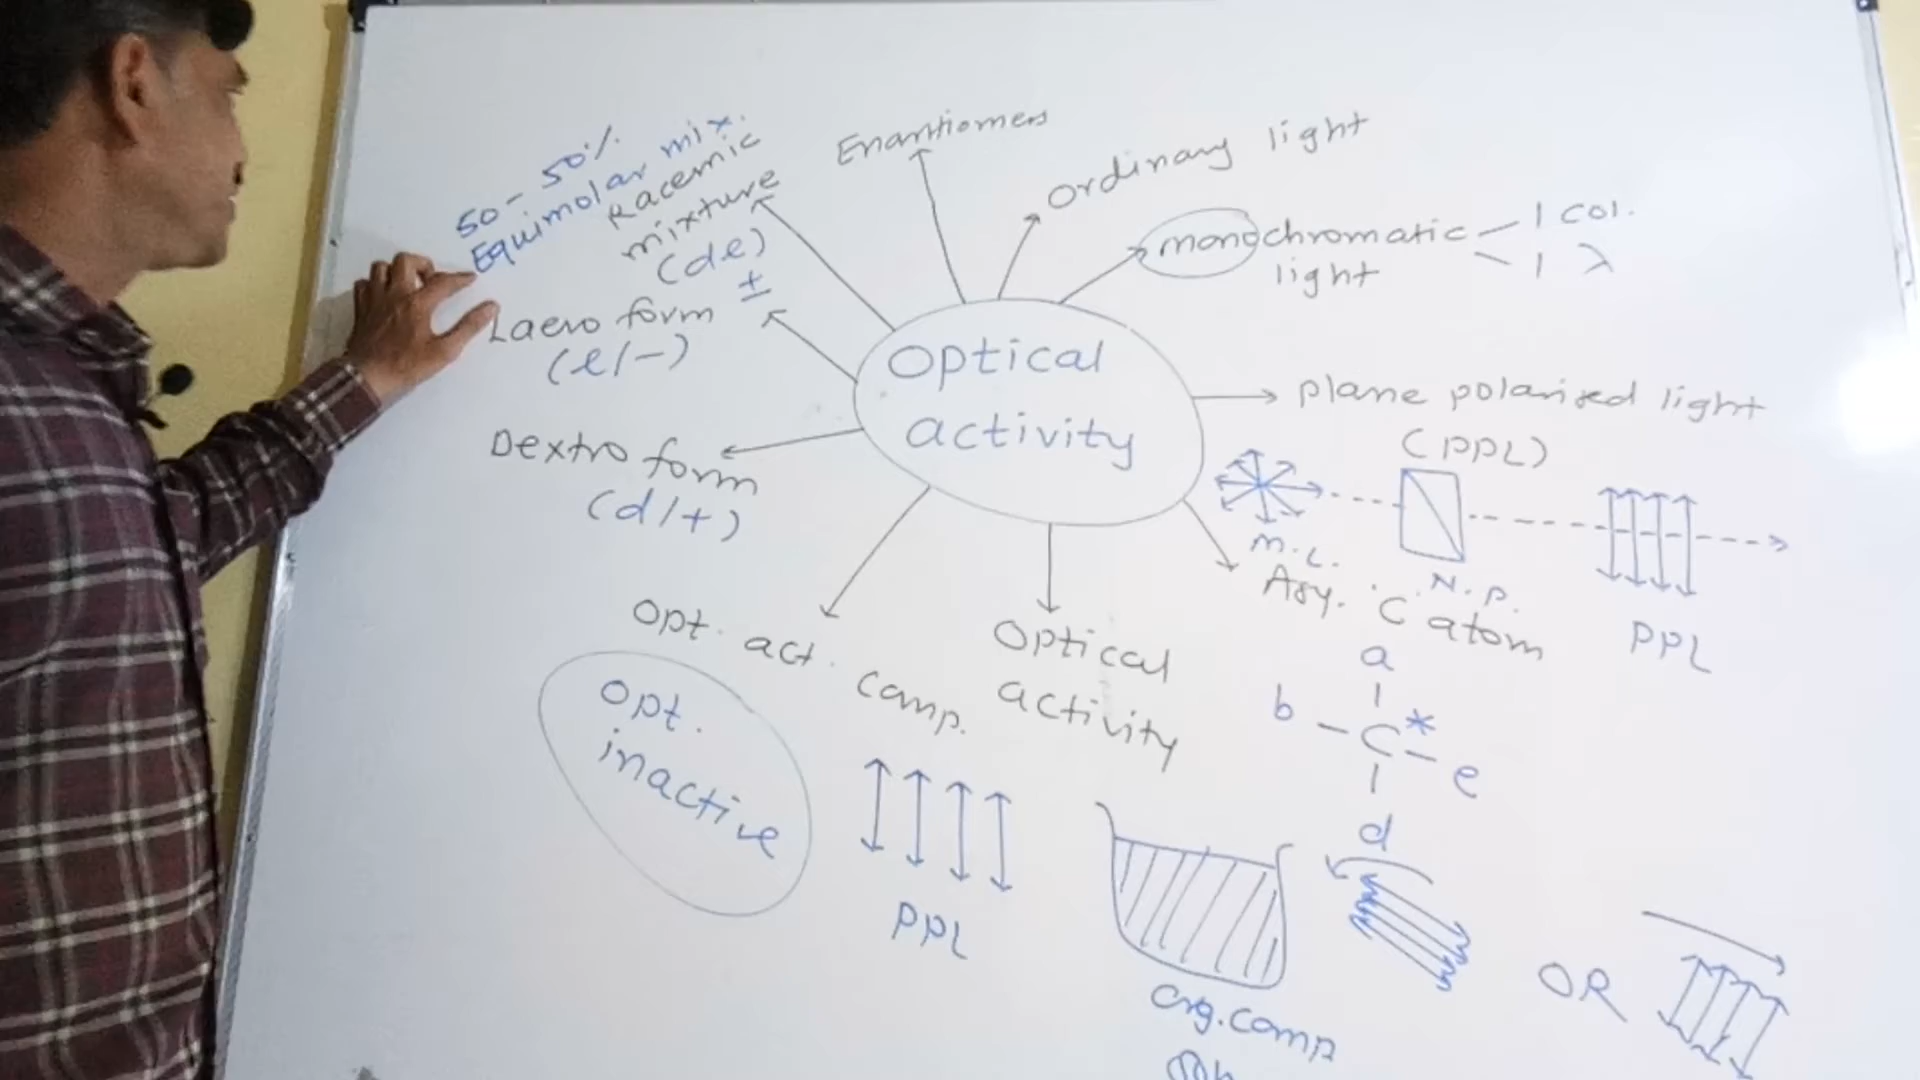 Optical
activity
Enantiomers
Ordinary light
monochromatic
light
1 Col.
1 λ
plane polarised light
(PPL)
M.L.
N.P.
PPL
Asy. 'C' atom
a
b - C* - e
d
Optical
activity
PPL
Org. Comp
OR
Opt. act. comp.
Opt.
inactive
Dextro form
(d/+)
Laevo form
(l/-)
50-50%
Equimolar mix.
Racemic
mixture
(dl)
±